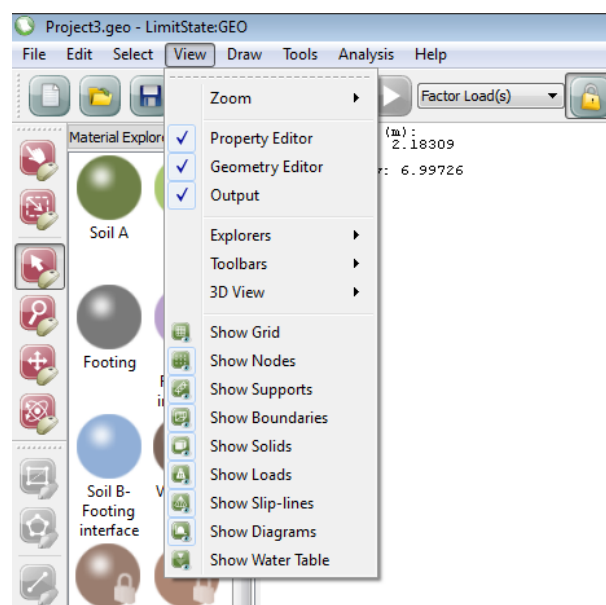 Project3.geo - LimitState:GEO
File Edit Select View Draw Tools Analysis Help
Zoom
Factor Load(s)
Material Explor
Property Editor
Geometry Editor
Output
Explorers
Toolbars
3D View
Show Grid
Show Nodes
Show Supports
Show Boundaries
Show Solids
Show Loads
Show Slip-lines
Show Diagrams
Show Water Table
(m):
2.18309
: 6.99726
Soil A
Footing
Soil B-
Footing
interface